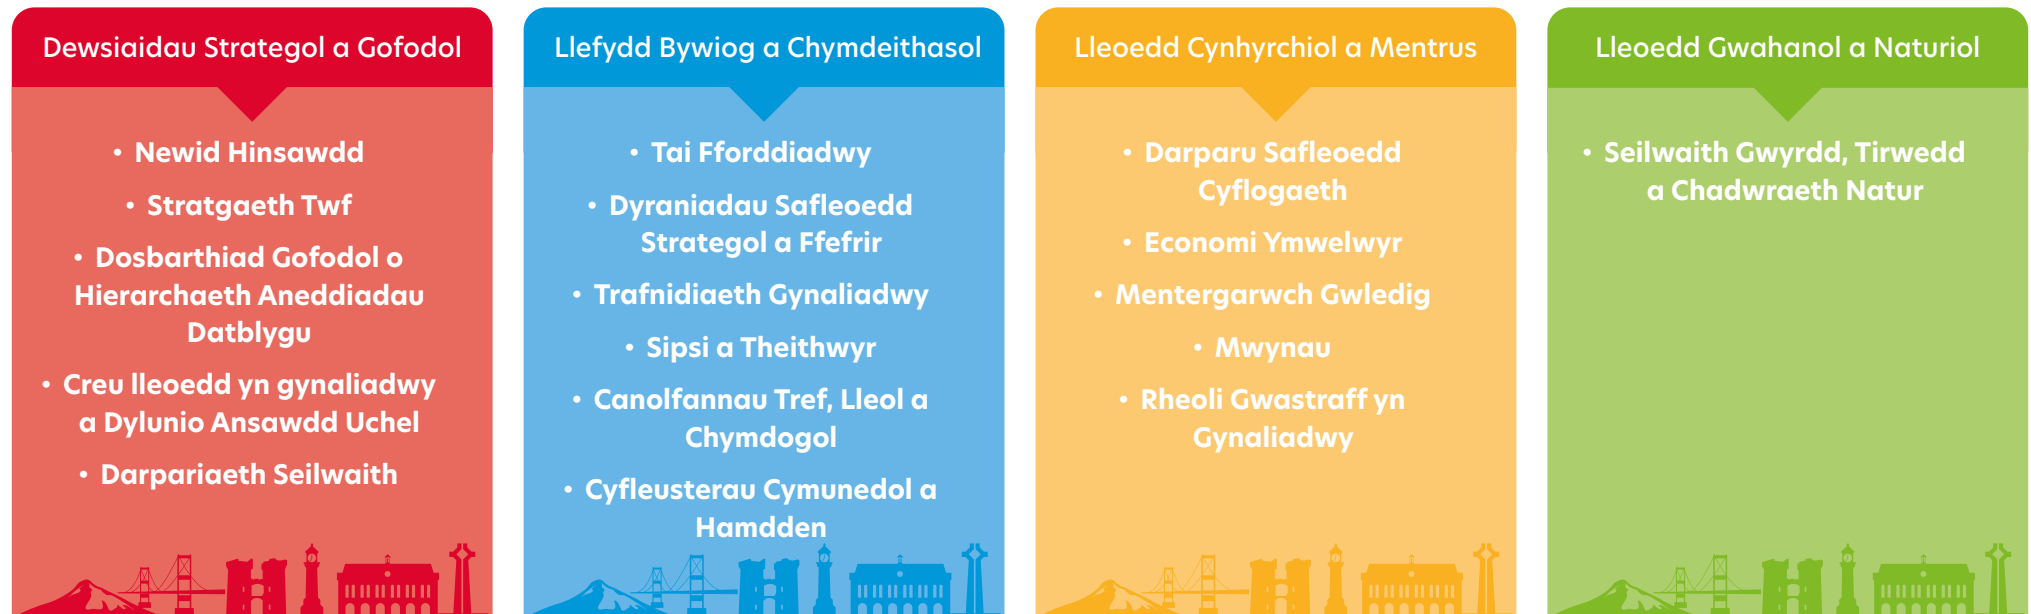 Dewsiaidau Strategol a Gofodol
• Newid Hinsawdd
• Stratgaeth Twf
• Dosbarthiad Gofodol o
Hierarchaeth Aneddiadau
Datblygu
• Creu lleoedd yn gynaliadwy
a Dylunio Ansawdd Uchel
• Darpariaeth Seilwaith
Llefydd Bywiog a Chymdeithasol
• Tai Fforddiadwy
• Dyraniadau Safleoedd
Strategol a Ffefrir
• Trafnidiaeth Gynaliadwy
• Sipsi a Theithwyr
• Canolfannau Tref, Lleol a
Chymdogol
• Cyfleusterau Cymunedol a
Hamdden
Lleoedd Cynhyrchiol a Mentrus
• Darparu Safleoedd
Cyflogaeth
• Economi Ymwelwyr
• Mentergarwch Gwledig
• Mwynau
• Rheoli Gwastraff yn
Gynaliadwy
Lleoedd Gwahanol a Naturiol
• Seilwaith Gwyrdd, Tirwedd
a Chadwraeth Natur